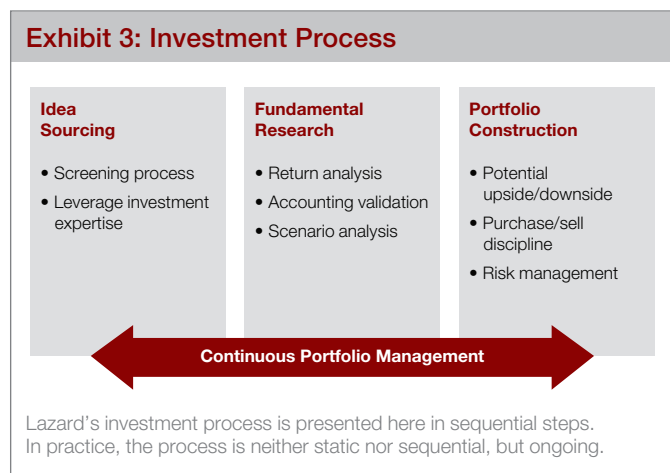 Exhibit 3: Investment Process
Idea
Sourcing
• Screening process
• Leverage investment
expertise
Fundamental
Research
• Return analysis
• Accounting validation
• Scenario analysis
Portfolio
Construction
• Potential
upside/downside
• Purchase/sell
discipline
• Risk management
Continuous Portfolio Management
Lazard’s investment process is presented here in sequential steps.
In practice, the process is neither static nor sequential, but ongoing.